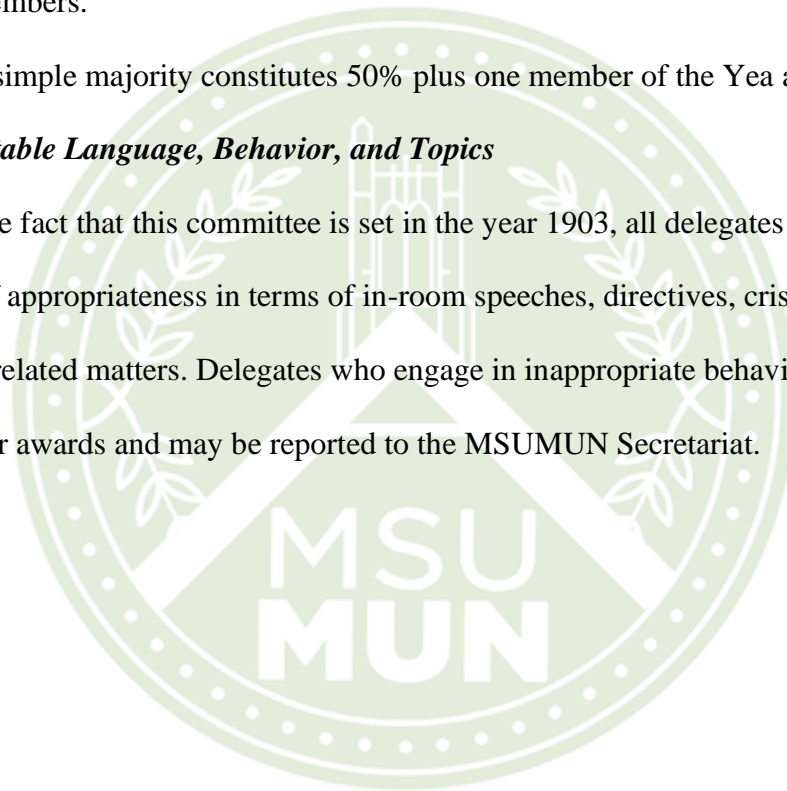 embers.
simple majority constitutes 50% plus one member of the Yea a
able Language, Behavior, and Topics
e fact that this committee is set in the year 1903, all delegates
f appropriateness in terms of in-room speeches, directives, cris
related matters. Delegates who engage in inappropriate behavi
r awards and may be reported to the MSUMUN Secretariat.
MSU
MUN